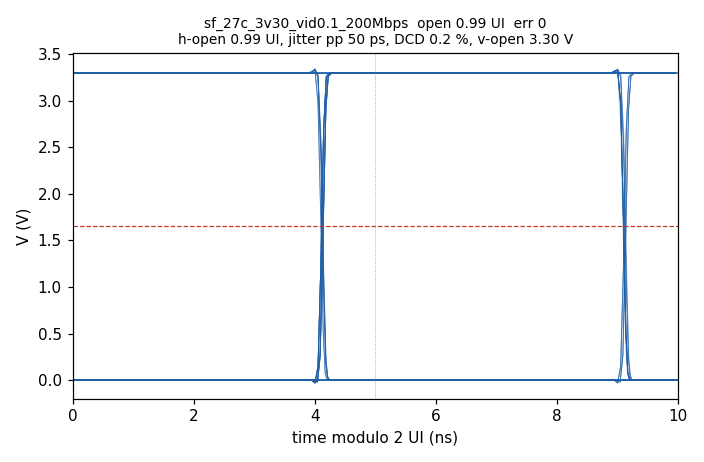 sf_27c_3v30_vid0.1_200Mbps  open 0.99 UI  err 0
h-open 0.99 UI, jitter pp 50 ps, DCD 0.2 %, v-open 3.30 V
3.5
3.0
2.5
2.0
1.5
1.0
0.5
0.0
V (V)
0 2 4 6 8 10
time modulo 2 UI (ns)